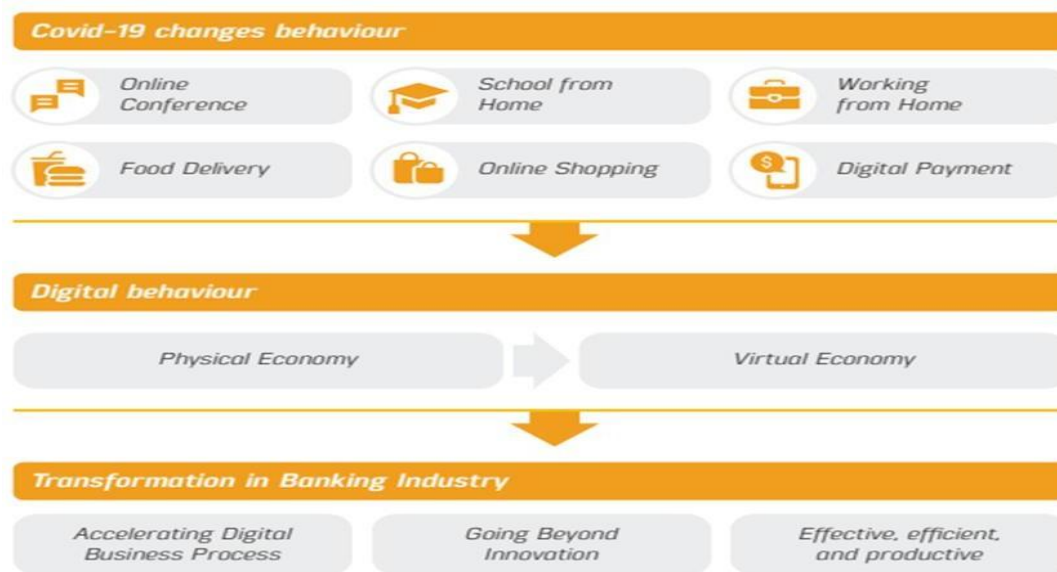 Covid-19 changes behaviour
Online
Conference
School from
Home
Working
from Home
Food Delivery
Online Shopping
$
Digital Payment
Digital behaviour
Physical Economy
Virtual Economy
Transformation in Banking Industry
Accelerating Digital
Business Process
Going Beyond
Innovation
Effective, efficient,
and productive